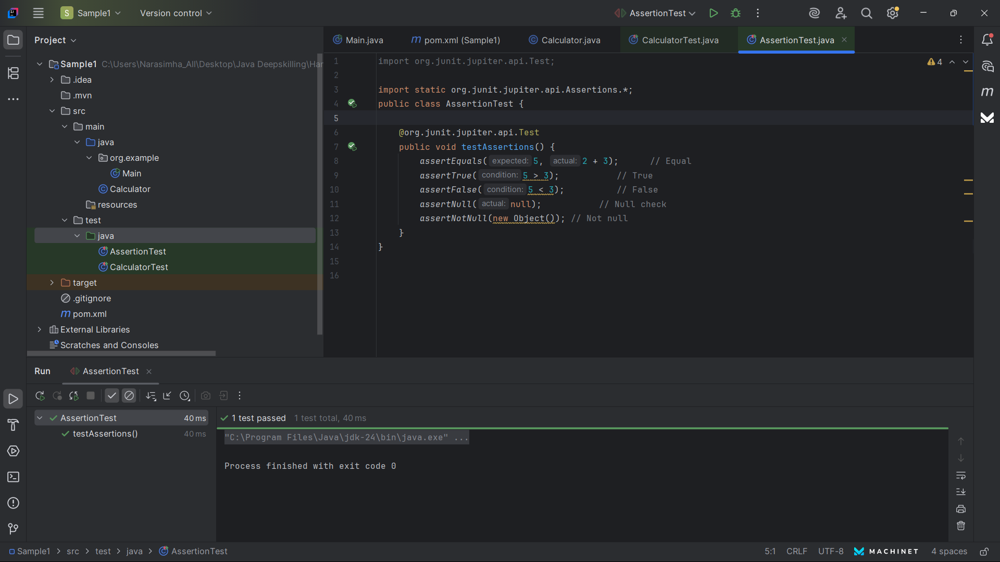 S Sample1 Version control AssertionTest
Project
Main.java pom.xml (Sample1) Calculator.java CalculatorTest.java AssertionTest.java
Sample1 C:\Users\Narasimha_All\Desktop\Java Deepskilling\Har
.idea
.mvn
src
main
java
org.example
Main
Calculator
resources
test
java
AssertionTest
CalculatorTest
target
.gitignore
pom.xml
External Libraries
Scratches and Consoles
4
1 import org.junit.jupiter.api.Test;
2
3 import static org.junit.jupiter.api.Assertions.*;
4 public class AssertionTest {
5
6 @org.junit.jupiter.api.Test
7 public void testAssertions() {
8 assertEquals( expected: 5, actual: 2 + 3); // Equal
9 assertTrue( condition: 5 > 3); // True
10 assertFalse( condition: 5 < 3); // False
11 assertNull( actual: null); // Null check
12 assertNotNull(new Object()); // Not null
13 }
14 }
15
16
Run AssertionTest
AssertionTest 40 ms
testAssertions() 40 ms
1 test passed 1 test total, 40 ms
"C:\Program Files\Java\jdk-24\bin\java.exe" ...
Process finished with exit code 0
Sample1 > src > test > java > AssertionTest
5:1 CRLF UTF-8 MACHINET 4 spaces